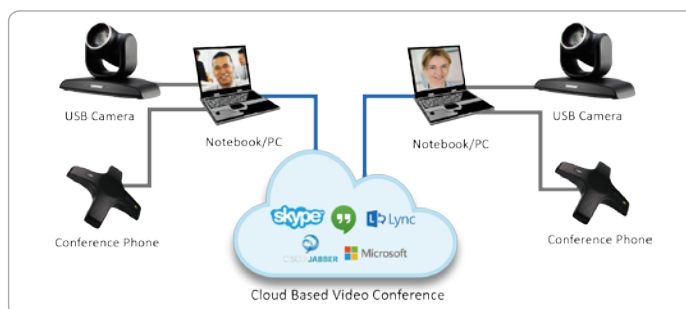 USB Camera
Notebook/PC
Conference Phone
Notebook/PC
USB Camera
Conference Phone
skype
Lync
CISCO JABBER
Microsoft
Cloud Based Video Conference